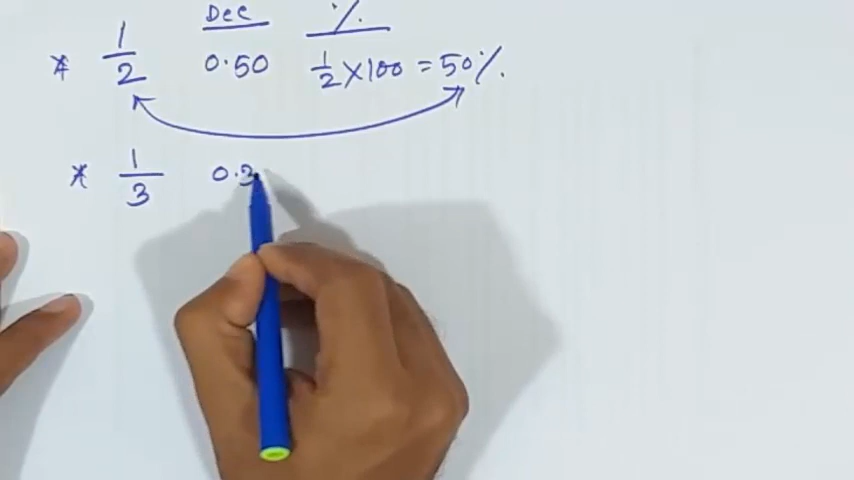 Dec %
* 1/2 0.50 1/2 × 100 = 50%.
* 1/3 0.3